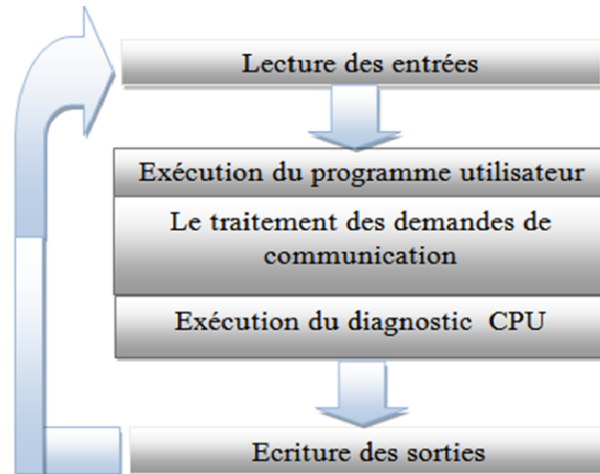 Lecture des entrées
Exécution du programme utilisateur
Le traitement des demandes de
communication
Exécution du diagnostic CPU
Ecriture des sorties